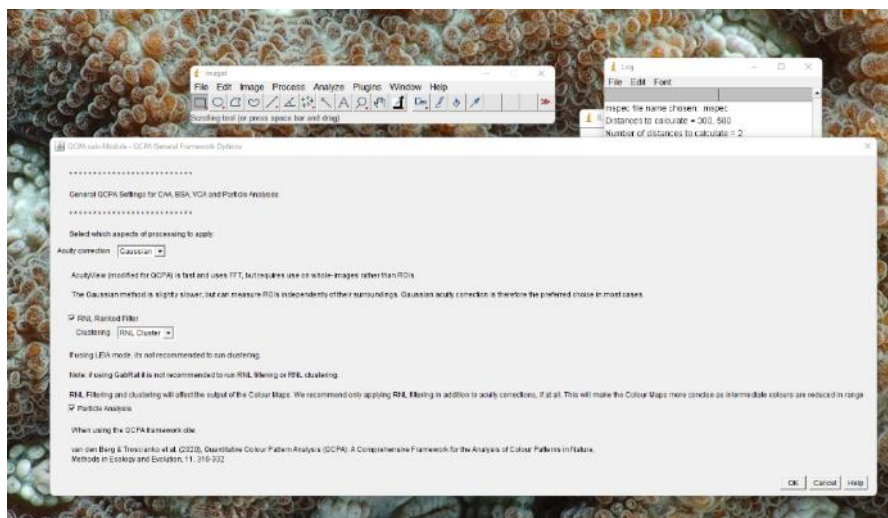 ImageJ
File Edit Image Process Analyze Plugins Window Help
Scrolling tool (or press space bar and drag)
Log
File Edit Font
mspec file name chosen: mspec
Distances to calculate = 300, 500
Number of distances to calculate = 2
QCPA sub-Module - QCPA General Framework Options
* * * * * * * * * * * * * * * * * * * * * * * * * *
General QCPA Settings for CAA, BSA, VCA and Particle Analyses
* * * * * * * * * * * * * * * * * * * * * * * * * *
Select which aspects of processing to apply:
Acuity correction Gaussian
AcuityView (modified for QCPA) is fast and uses FFT, but requires use on whole-images rather than ROIs.
The Gaussian method is slightly slower, but can measure ROIs independently of their surroundings. Gaussian acuity correction is therefore the preferred choice in most cases.
RNL Ranked Filter
Clustering RNL Cluster
If using LEIA mode, its not recommended to run clustering.
Note: if using GabRat it is not recommended to run RNL filtering or RNL clustering.
RNL Filtering and clustering will affect the output of the Colour Maps. We recommend only applying RNL filtering in addition to acuity corrections, if at all. This will make the Colour Maps more concise as intermediate colours are reduced in range
Particle Analysis
When using the QCPA framework cite:
van den Berg & Troscianko et al. (2020), Quantitative Colour Pattern Analysis (QCPA): A Comprehensive Framework for the Analysis of Colour Patterns in Nature,
Methods in Ecology and Evolution, 11, 316-332
OK Cancel Help